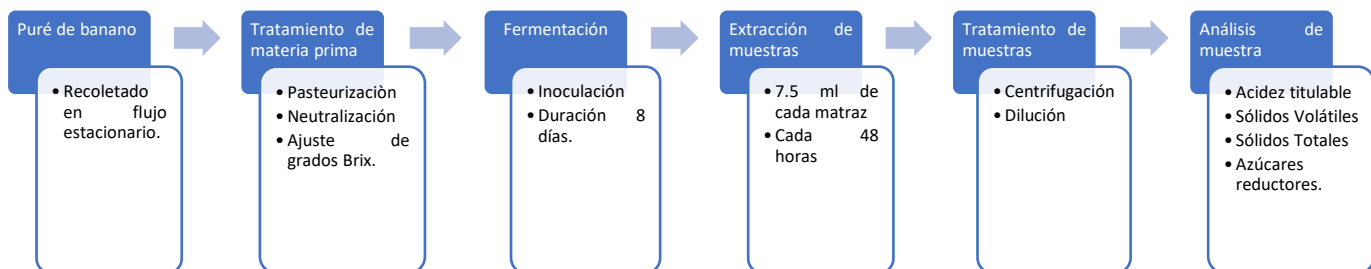 Puré de banano
• Recoletado
en flujo
estacionario.
Tratamiento de
materia prima
• Pasteurizaciòn
• Neutralización
• Ajuste de
grados Brix.
Fermentación
• Inoculación
• Duración 8
días.
Extracción de
muestras
• 7.5 ml de
cada matraz
• Cada 48
horas
Tratamiento de
muestras
• Centrifugación
• Dilución
Análisis de
muestra
• Acidez titulable
• Sólidos Volátiles
• Sólidos Totales
• Azúcares
reductores.